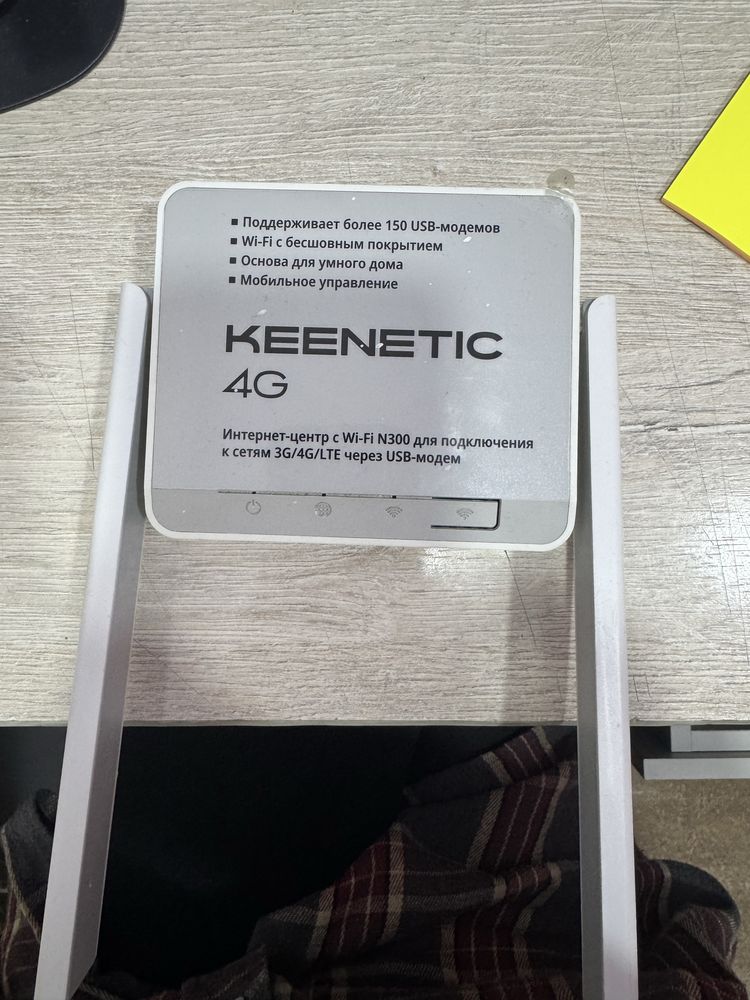 ▪ Поддерживает более 150 USB-модемов
▪ Wi-Fi с бесшовным покрытием
▪ Основа для умного дома
▪ Мобильное управление
KEENETIC
4G
Интернет-центр с Wi-Fi N300 для подключения
к сетям 3G/4G/LTE через USB-модем